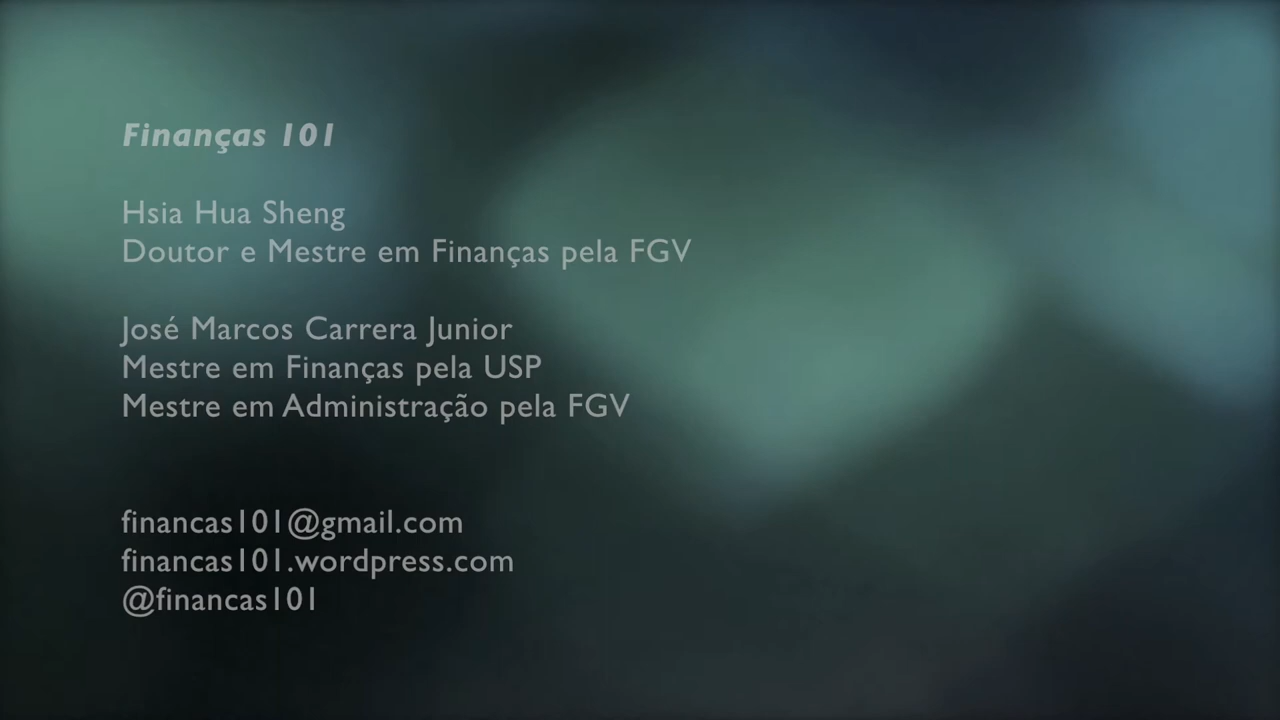 Finanças 101
Hsia Hua Sheng
Doutor e Mestre em Finanças pela FGV
José Marcos Carrera Junior
Mestre em Finanças pela USP
Mestre em Administração pela FGV
financas101@gmail.com
financas101.wordpress.com
@financas101